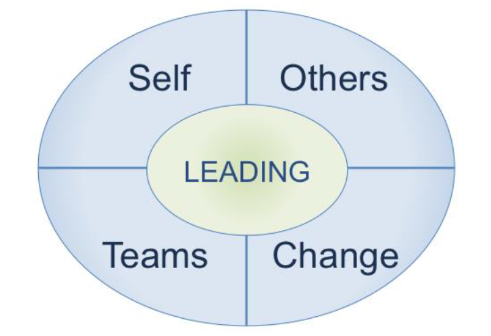 Self
Others
LEADING
Teams
Change